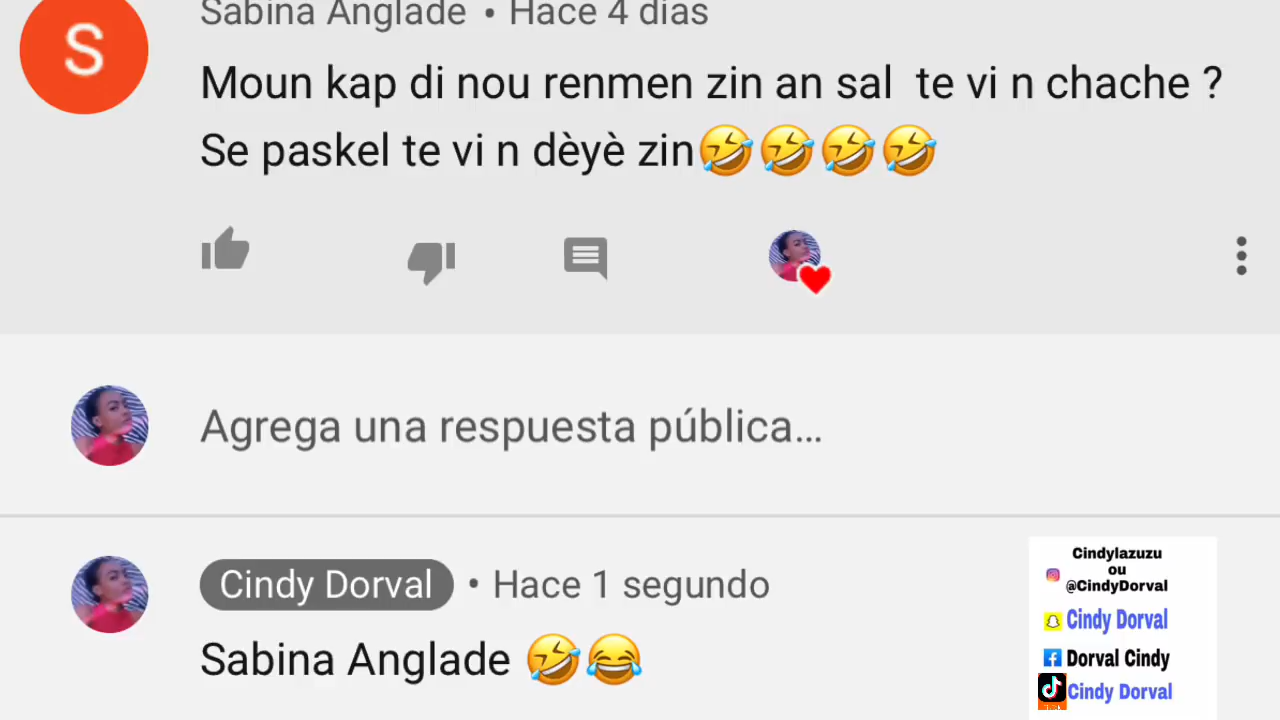 S
Sabina Anglade • Hace 4 días
Moun kap di nou renmen zin an sal te vi n chache ?
Se paskel te vi n dèyè zin🤣🤣🤣🤣
Agrega una respuesta pública...
Cindy Dorval • Hace 1 segundo
Sabina Anglade 🤣😂
Cindylazuzu
ou
@CindyDorval
Cindy Dorval
Dorval Cindy
Cindy Dorval